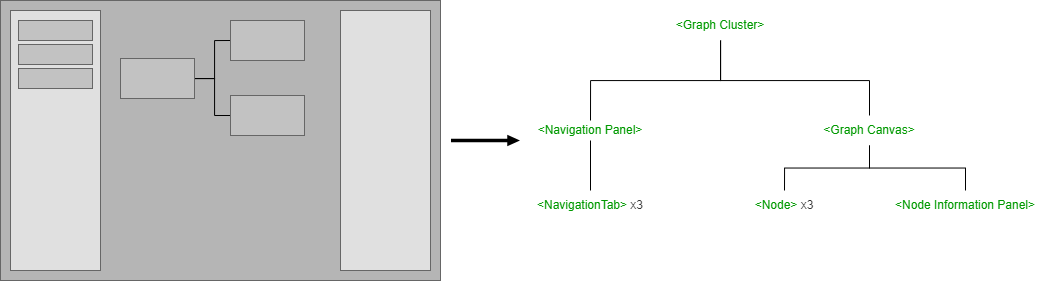 <Graph Cluster>
<Navigation Panel>
<Graph Canvas>
<NavigationTab> x3
<Node> x3
<Node Information Panel>